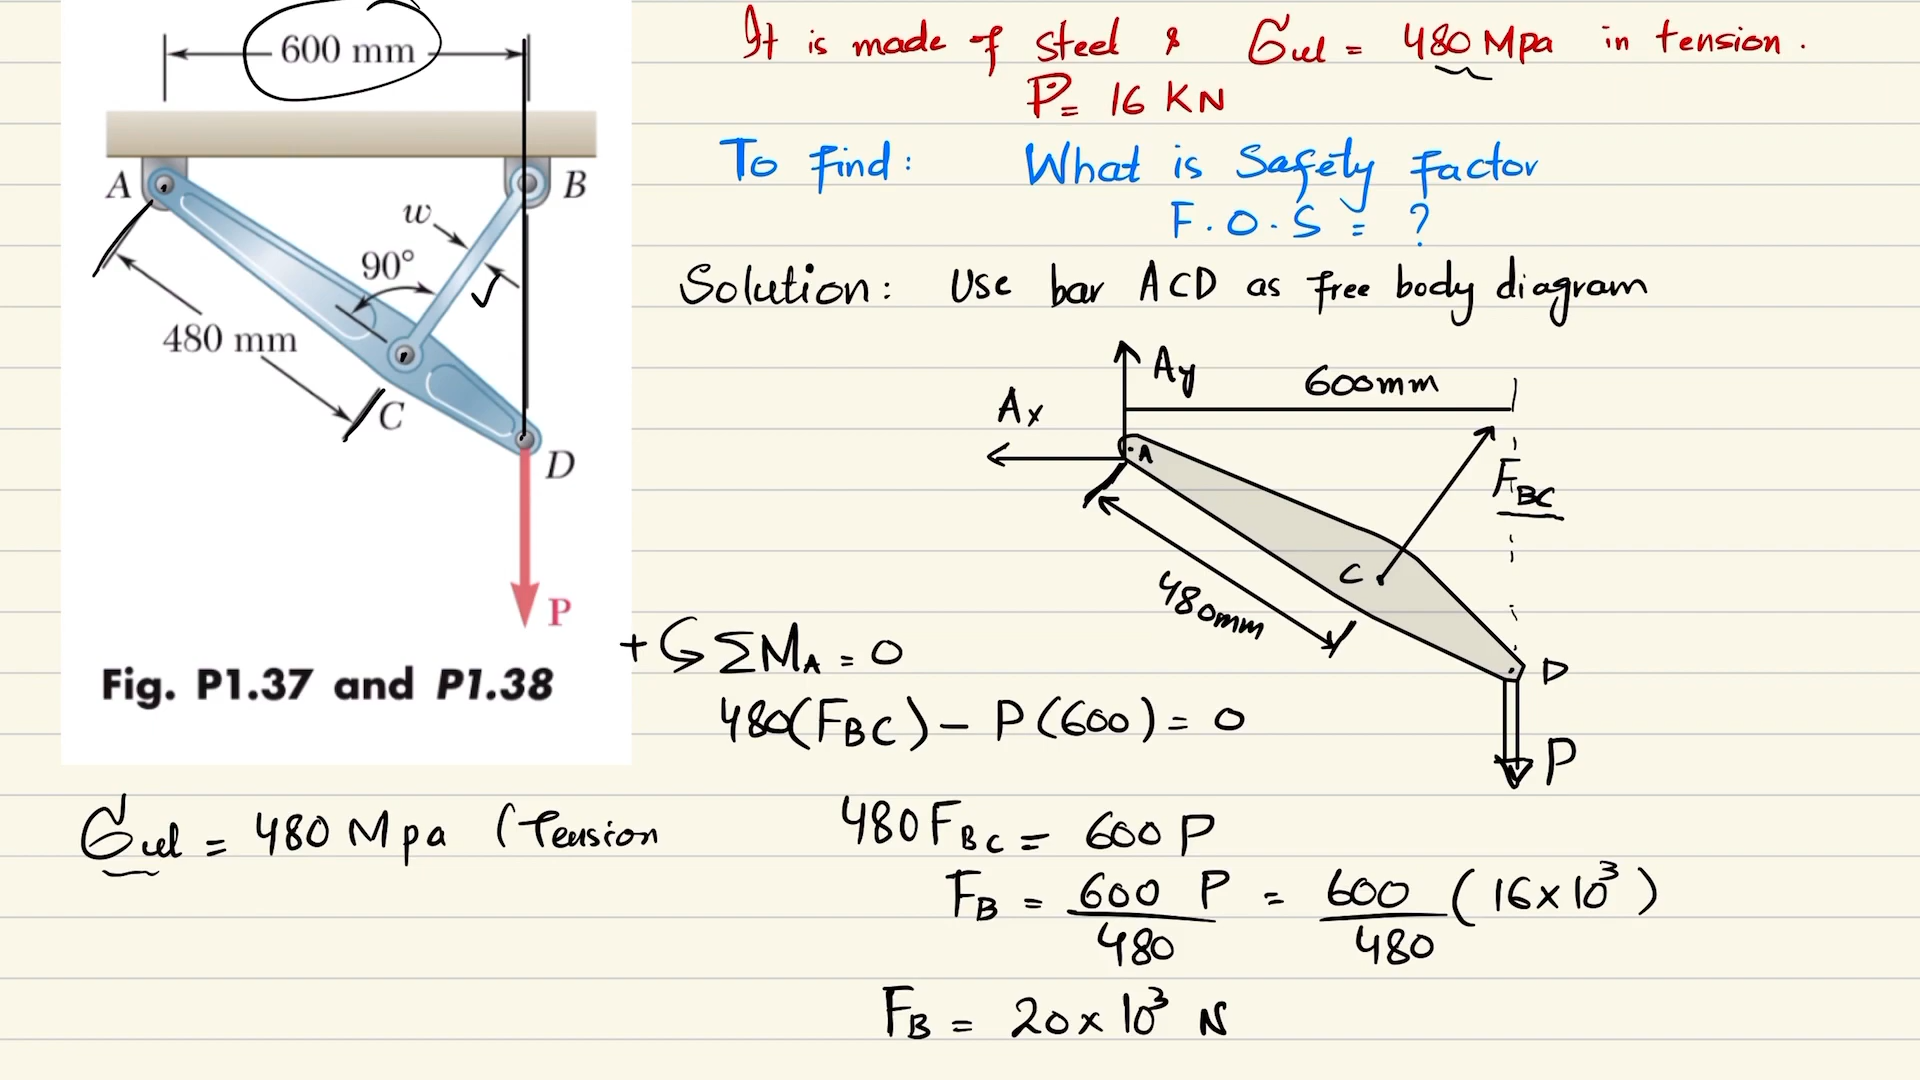 It is made of steel & σul = 480 Mpa in tension.
P = 16 KN
To find: What is Safety factor
F.O.S = ?
Solution: Use bar ACD as free body diagram
600 mm
A
B
w
90°
480 mm
C
D
P
Fig. P1.37 and P1.38
Ay
600mm
Ax
A
FBC
C
480mm
D
P
+ ΣMA = 0
480(FBC) - P(600) = 0
σul = 480 Mpa (Tension
480 FBC = 600 P
FB = 600 P / 480 = 600 / 480 (16×10³)
FB = 20×10³ N